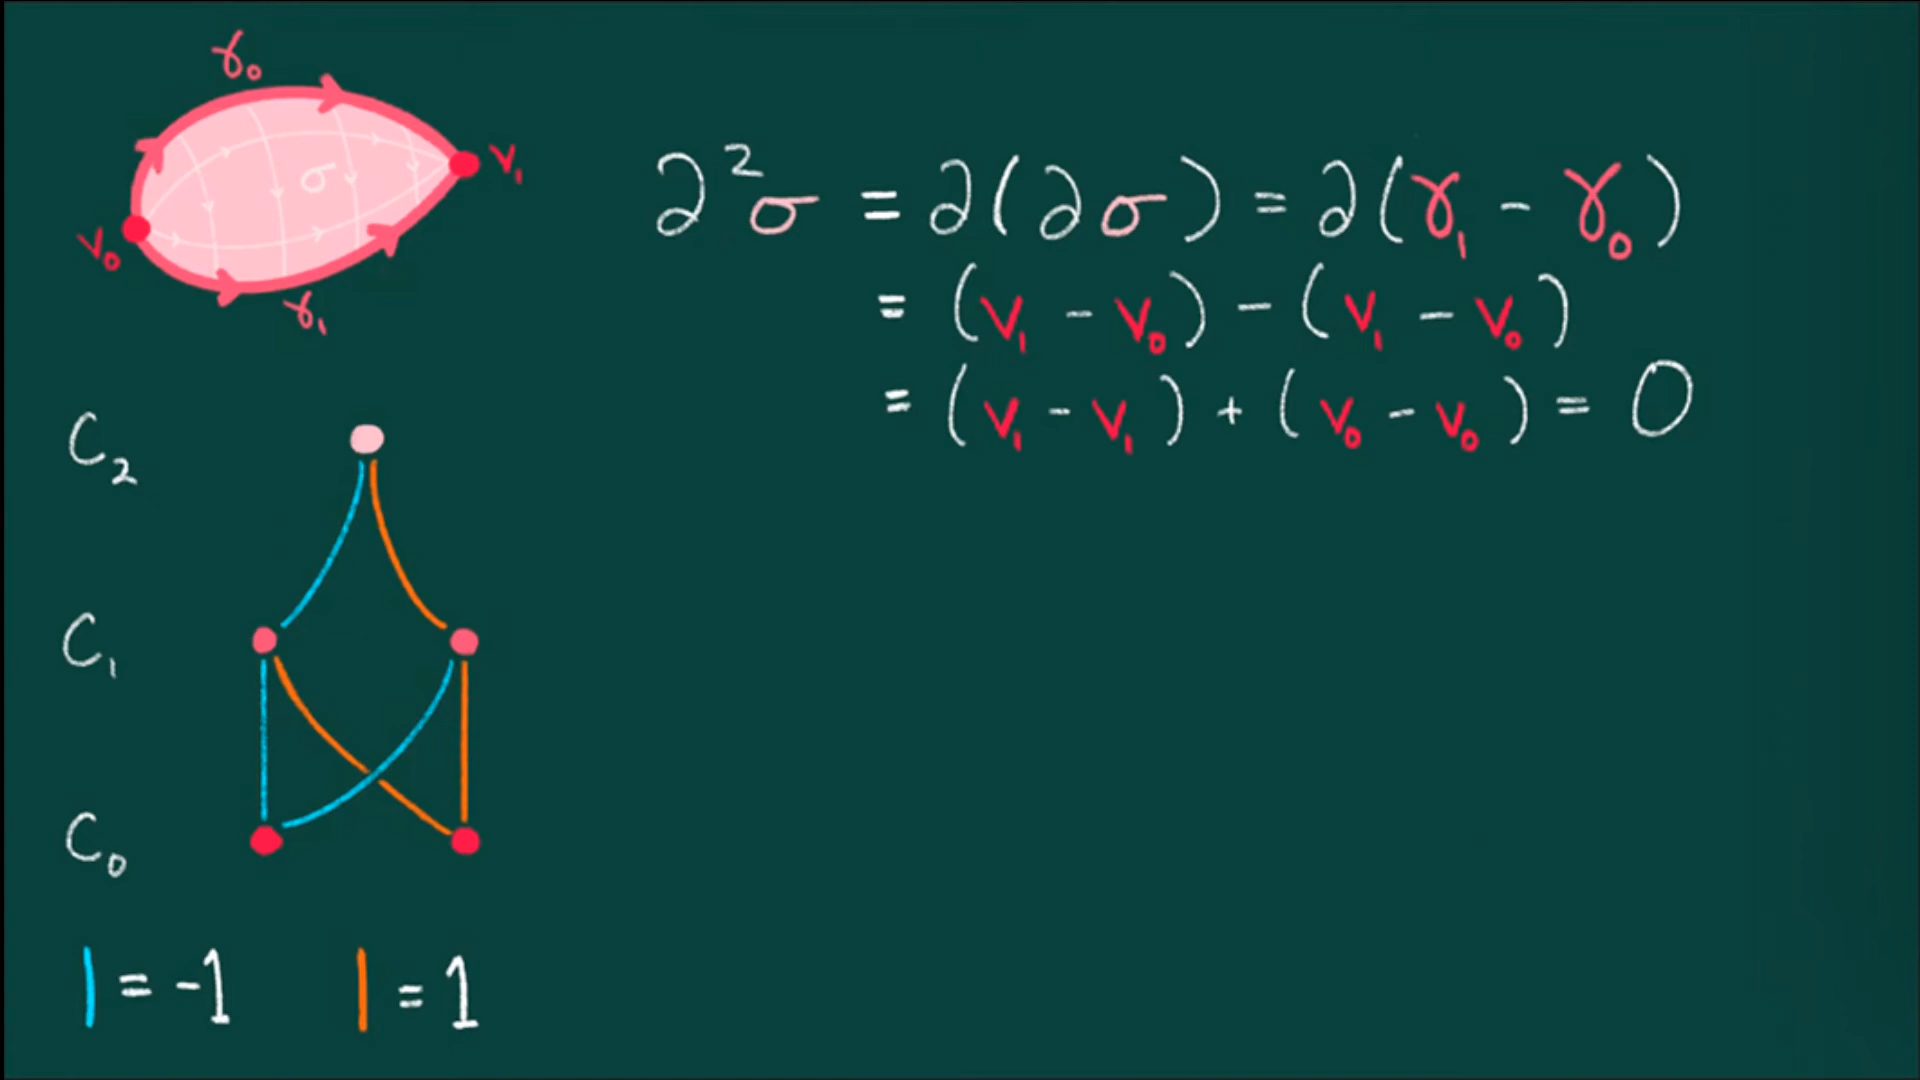 γ₀
v₁
σ
v₀
γ₁
∂²σ = ∂(∂σ) = ∂(γ₁ - γ₀)
= (v₁ - v₀) - (v₁ - v₀)
= (v₁ - v₁) + (v₀ - v₀) = 0
C₂
C₁
C₀
| = -1
| = 1